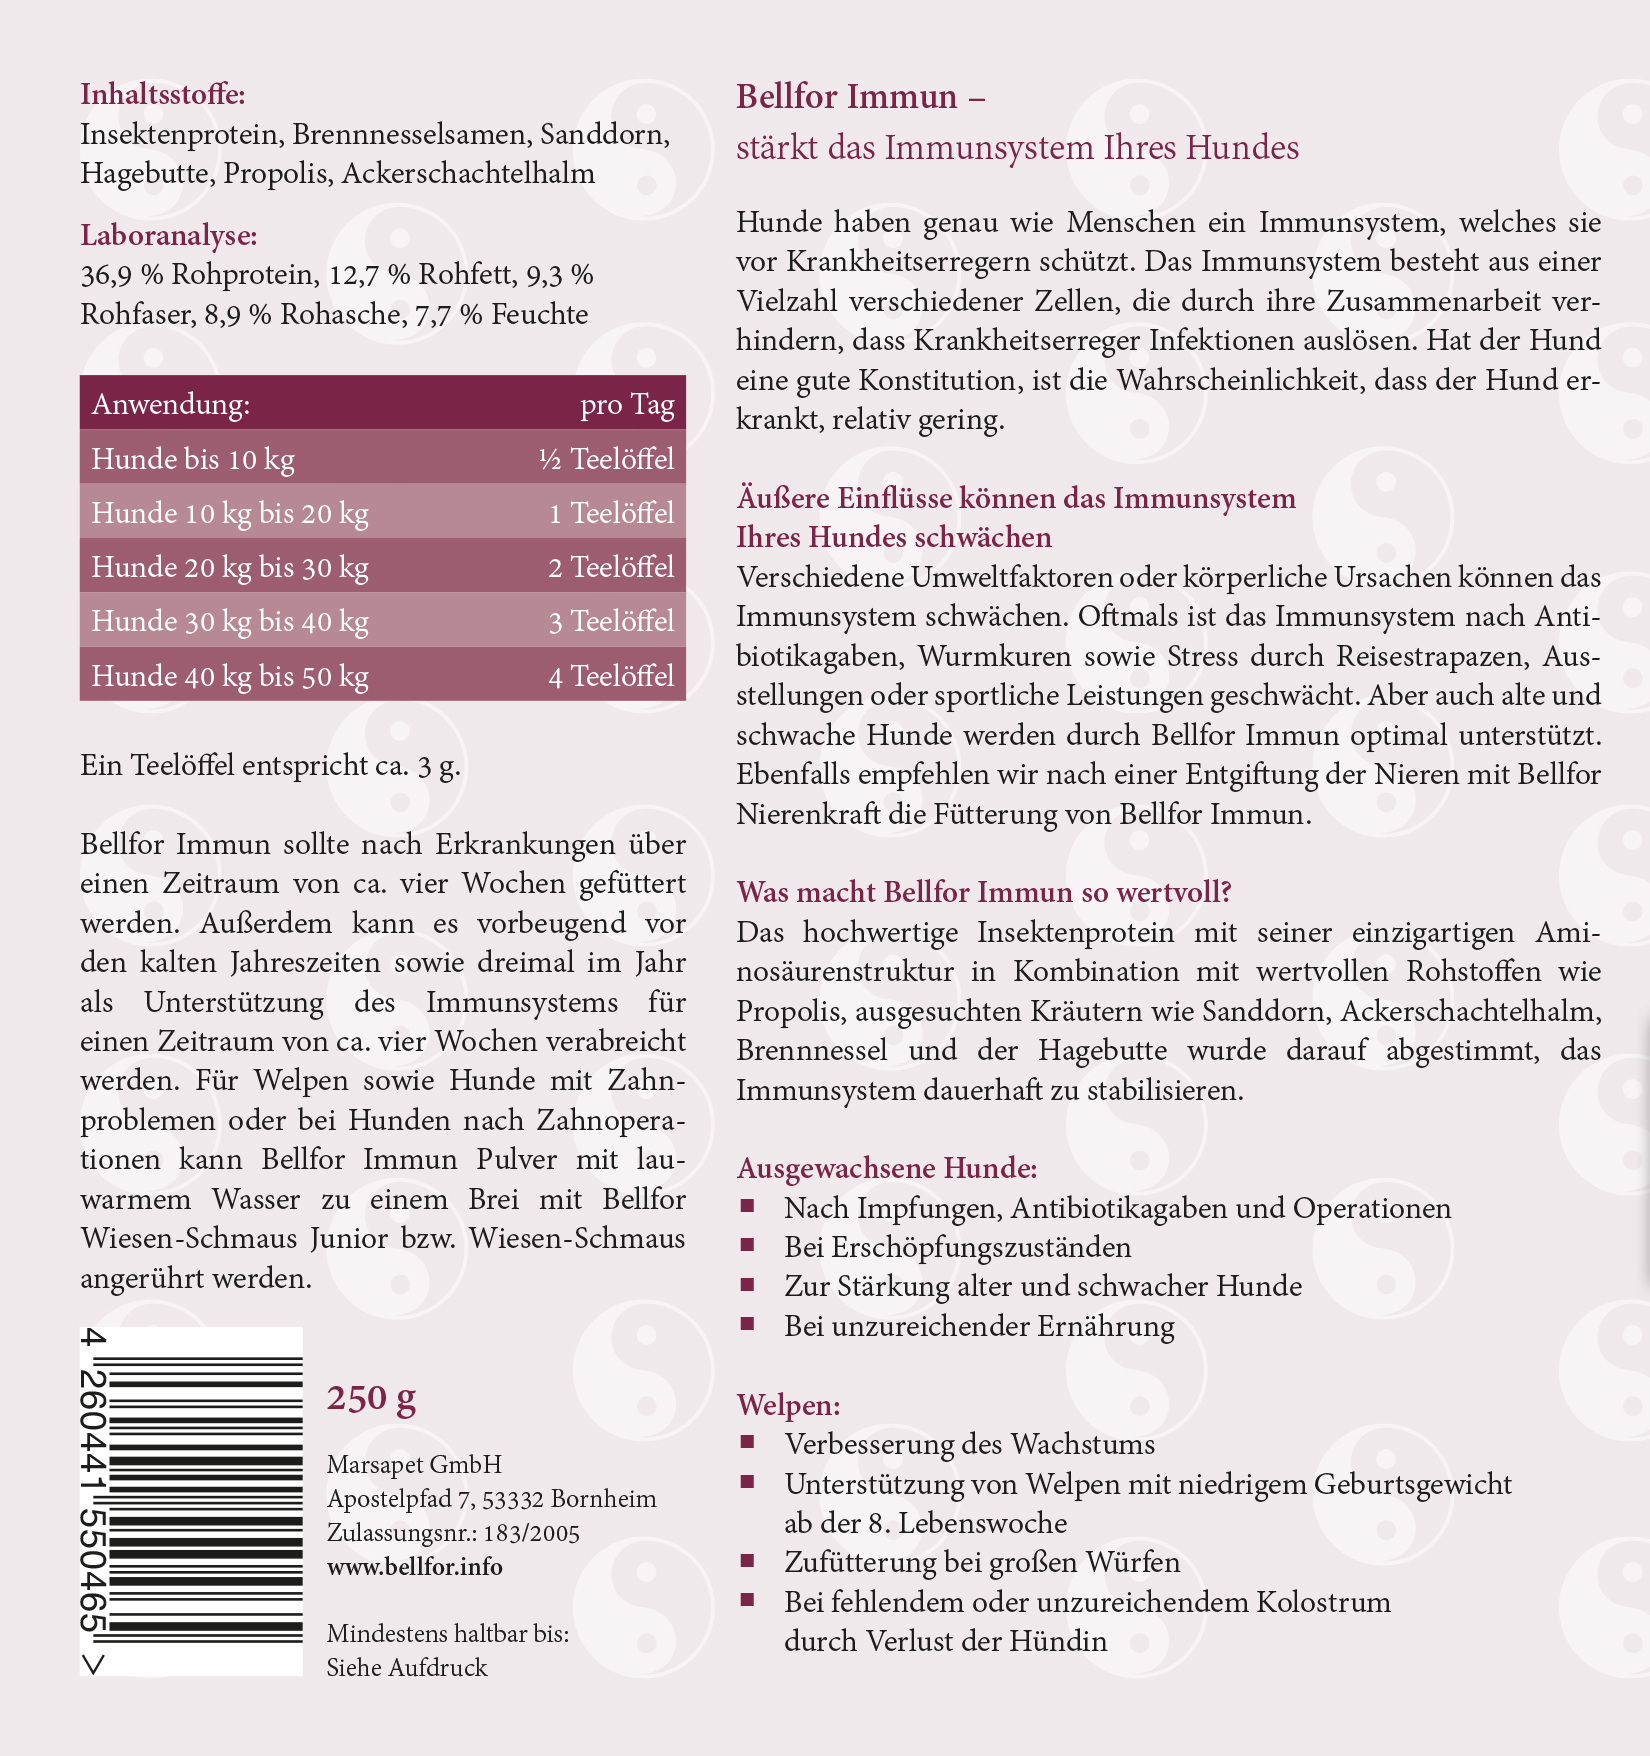 Inhaltsstoffe:
Insektenprotein, Brennnesselsamen, Sanddorn,
Hagebutte, Propolis, Ackerschachtelhalm
Laboranalyse:
36,9 % Rohprotein, 12,7 % Rohfett, 9,3 %
Rohfaser, 8,9 % Rohasche, 7,7 % Feuchte
Anwendung: pro Tag
Hunde bis 10 kg ½ Teelöffel
Hunde 10 kg bis 20 kg 1 Teelöffel
Hunde 20 kg bis 30 kg 2 Teelöffel
Hunde 30 kg bis 40 kg 3 Teelöffel
Hunde 40 kg bis 50 kg 4 Teelöffel
Ein Teelöffel entspricht ca. 3 g.
Bellfor Immun sollte nach Erkrankungen über
einen Zeitraum von ca. vier Wochen gefüttert
werden. Außerdem kann es vorbeugend vor
den kalten Jahreszeiten sowie dreimal im Jahr
als Unterstützung des Immunsystems für
einen Zeitraum von ca. vier Wochen verabreicht
werden. Für Welpen sowie Hunde mit Zahn-
problemen oder bei Hunden nach Zahnopera-
tionen kann Bellfor Immun Pulver mit lau-
warmem Wasser zu einem Brei mit Bellfor
Wiesen-Schmaus Junior bzw. Wiesen-Schmaus
angerührt werden.
4 260441 550465 >
250 g
Marsapet GmbH
Apostelpfad 7, 53332 Bornheim
Zulassungsnr.: 183/2005
www.bellfor.info
Mindestens haltbar bis:
Siehe Aufdruck
Bellfor Immun –
stärkt das Immunsystem Ihres Hundes
Hunde haben genau wie Menschen ein Immunsystem, welches sie
vor Krankheitserregern schützt. Das Immunsystem besteht aus einer
Vielzahl verschiedener Zellen, die durch ihre Zusammenarbeit ver-
hindern, dass Krankheitserreger Infektionen auslösen. Hat der Hund
eine gute Konstitution, ist die Wahrscheinlichkeit, dass der Hund er-
krankt, relativ gering.
Äußere Einflüsse können das Immunsystem
Ihres Hundes schwächen
Verschiedene Umweltfaktoren oder körperliche Ursachen können das
Immunsystem schwächen. Oftmals ist das Immunsystem nach Anti-
biotikagaben, Wurmkuren sowie Stress durch Reisestrapazen, Aus-
stellungen oder sportliche Leistungen geschwächt. Aber auch alte und
schwache Hunde werden durch Bellfor Immun optimal unterstützt.
Ebenfalls empfehlen wir nach einer Entgiftung der Nieren mit Bellfor
Nierenkraft die Fütterung von Bellfor Immun.
Was macht Bellfor Immun so wertvoll?
Das hochwertige Insektenprotein mit seiner einzigartigen Ami-
nosäurenstruktur in Kombination mit wertvollen Rohstoffen wie
Propolis, ausgesuchten Kräutern wie Sanddorn, Ackerschachtelhalm,
Brennnessel und der Hagebutte wurde darauf abgestimmt, das
Immunsystem dauerhaft zu stabilisieren.
Ausgewachsene Hunde:
■ Nach Impfungen, Antibiotikagaben und Operationen
■ Bei Erschöpfungszuständen
■ Zur Stärkung alter und schwacher Hunde
■ Bei unzureichender Ernährung
Welpen:
■ Verbesserung des Wachstums
■ Unterstützung von Welpen mit niedrigem Geburtsgewicht
ab der 8. Lebenswoche
■ Zufütterung bei großen Würfen
■ Bei fehlendem oder unzureichendem Kolostrum
durch Verlust der Hündin